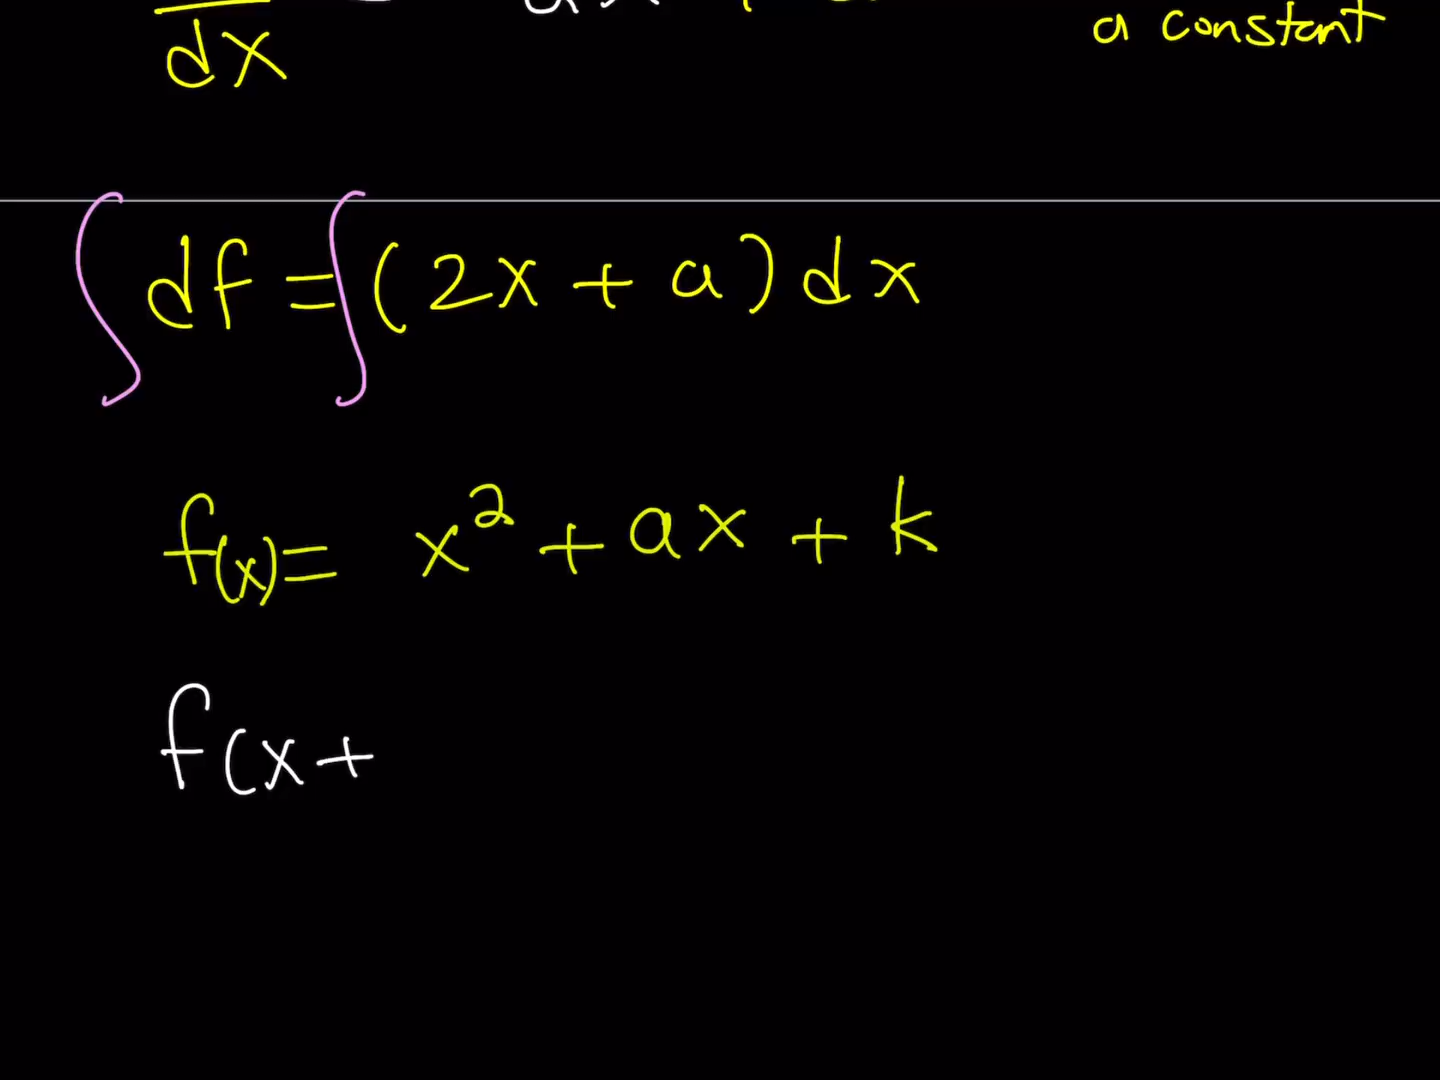 a constant
dx
∫ df = ∫ (2x + a) dx
f(x) = x² + ax + k
f(x +